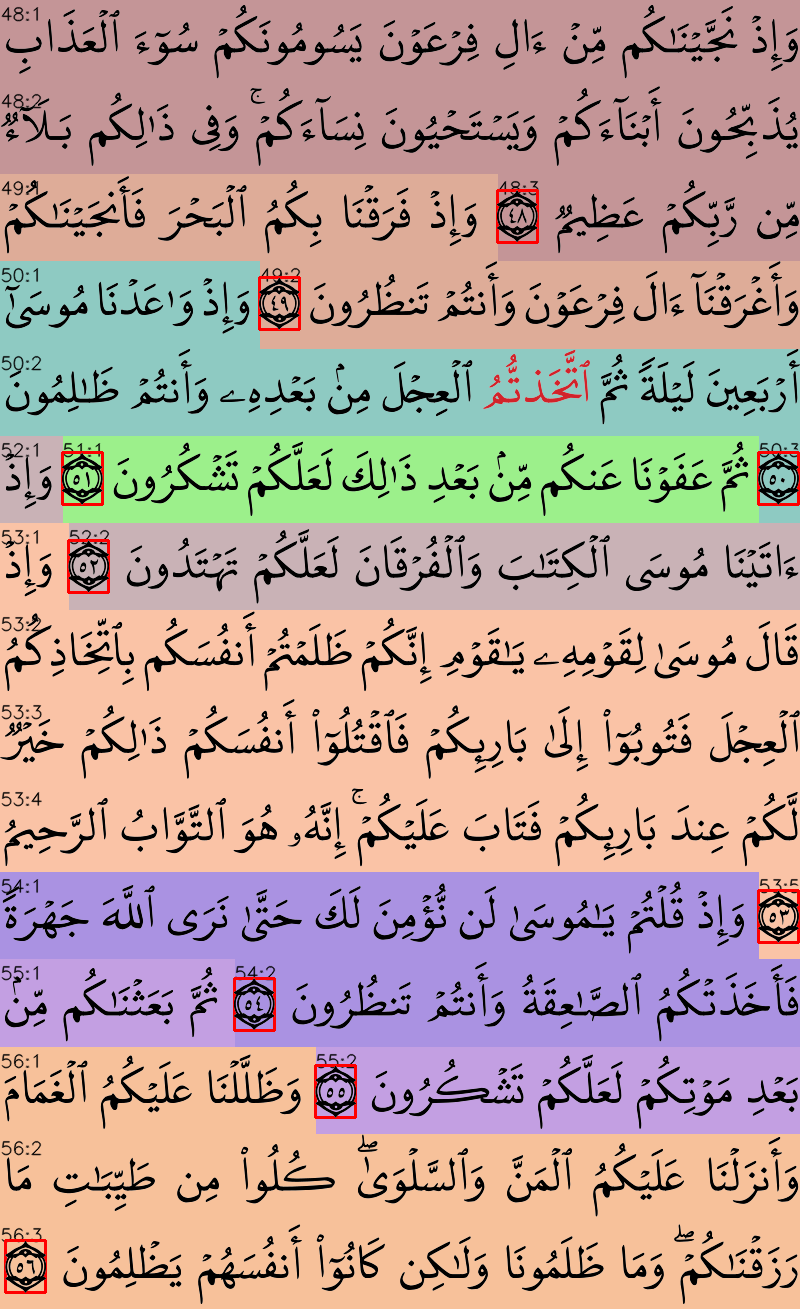 48:1
وَإِذۡ نَجَّيۡنَٰكُم مِّنۡ ءَالِ فِرۡعَوۡنَ يَسُومُونَكُمۡ سُوٓءَ ٱلۡعَذَابِ
48:2
يُذَبِّحُونَ أَبۡنَآءَكُمۡ وَيَسۡتَحۡيُونَ نِسَآءَكُمۡۚ وَفِي ذَٰلِكُم بَلَآءٞ
49:1 48:3
مِّن رَّبِّكُمۡ عَظِيمٞ ٤٨ وَإِذۡ فَرَقۡنَا بِكُمُ ٱلۡبَحۡرَ فَأَنجَيۡنَٰكُمۡ
50:1 49:2
وَأَغۡرَقۡنَآ ءَالَ فِرۡعَوۡنَ وَأَنتُمۡ تَنظُرُونَ ٤٩ وَإِذۡ وَٰعَدۡنَا مُوسَىٰٓ
50:2
أَرۡبَعِينَ لَيۡلَةٗ ثُمَّ ٱتَّخَذتُّمُ ٱلۡعِجۡلَ مِنۢ بَعۡدِهِۦ وَأَنتُمۡ ظَٰلِمُونَ
52:1 51:1 50:3
٥٠ ثُمَّ عَفَوۡنَا عَنكُم مِّنۢ بَعۡدِ ذَٰلِكَ لَعَلَّكُمۡ تَشۡكُرُونَ ٥١ وَإِذۡ
53:1 52:2
ءَاتَيۡنَا مُوسَى ٱلۡكِتَٰبَ وَٱلۡفُرۡقَانَ لَعَلَّكُمۡ تَهۡتَدُونَ ٥٢ وَإِذۡ
53:2
قَالَ مُوسَىٰ لِقَوۡمِهِۦ يَٰقَوۡمِ إِنَّكُمۡ ظَلَمۡتُمۡ أَنفُسَكُم بِٱتِّخَاذِكُمُ
53:3
ٱلۡعِجۡلَ فَتُوبُوٓاْ إِلَىٰ بَارِئِكُمۡ فَٱقۡتُلُوٓاْ أَنفُسَكُمۡ ذَٰلِكُمۡ خَيۡرٞ
53:4
لَّكُمۡ عِندَ بَارِئِكُمۡ فَتَابَ عَلَيۡكُمۡۚ إِنَّهُۥ هُوَ ٱلتَّوَّابُ ٱلرَّحِيمُ
54:1 53:5
٥٣ وَإِذۡ قُلۡتُمۡ يَٰمُوسَىٰ لَن نُّؤۡمِنَ لَكَ حَتَّىٰ نَرَى ٱللَّهَ جَهۡرَةٗ
55:1 54:2
فَأَخَذَتۡكُمُ ٱلصَّٰعِقَةُ وَأَنتُمۡ تَنظُرُونَ ٥٤ ثُمَّ بَعَثۡنَٰكُم مِّنۢ
56:1 55:2
بَعۡدِ مَوۡتِكُمۡ لَعَلَّكُمۡ تَشۡكُرُونَ ٥٥ وَظَلَّلۡنَا عَلَيۡكُمُ ٱلۡغَمَامَ
56:2
وَأَنزَلۡنَا عَلَيۡكُمُ ٱلۡمَنَّ وَٱلسَّلۡوَىٰۖ كُلُواْ مِن طَيِّبَٰتِ مَا
56:3
رَزَقۡنَٰكُمۡۖ وَمَا ظَلَمُونَا وَلَٰكِن كَانُوٓاْ أَنفُسَهُمۡ يَظۡلِمُونَ ٥٦